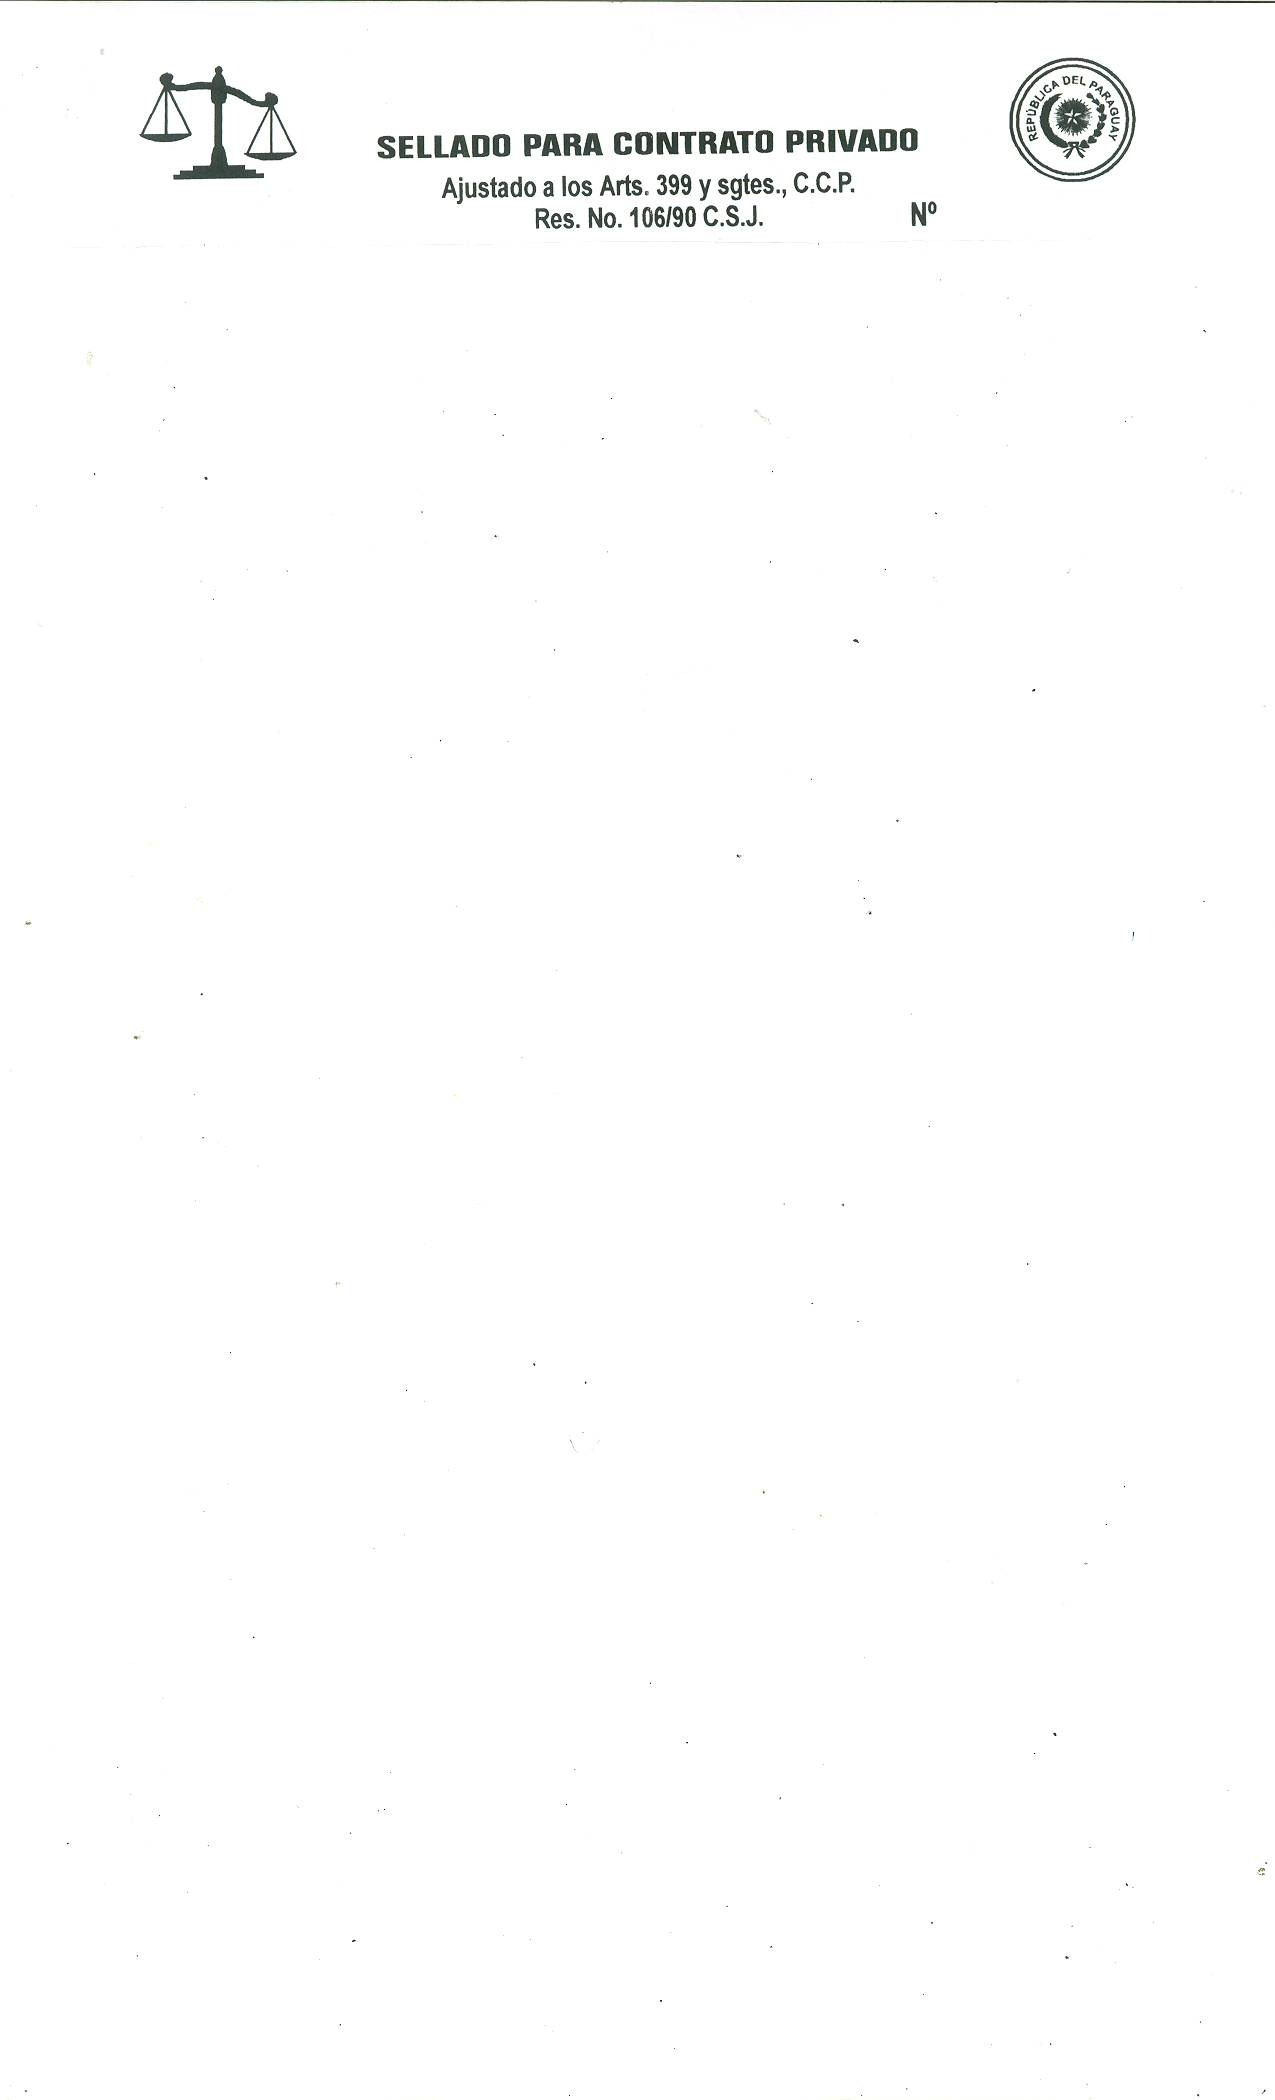 REPÚBLICA DEL PARAGUAY
SELLADO PARA CONTRATO PRIVADO
Ajustado a los Arts. 399 y sgtes., C.C.P.
Res. No. 106/90 C.S.J.
Nº